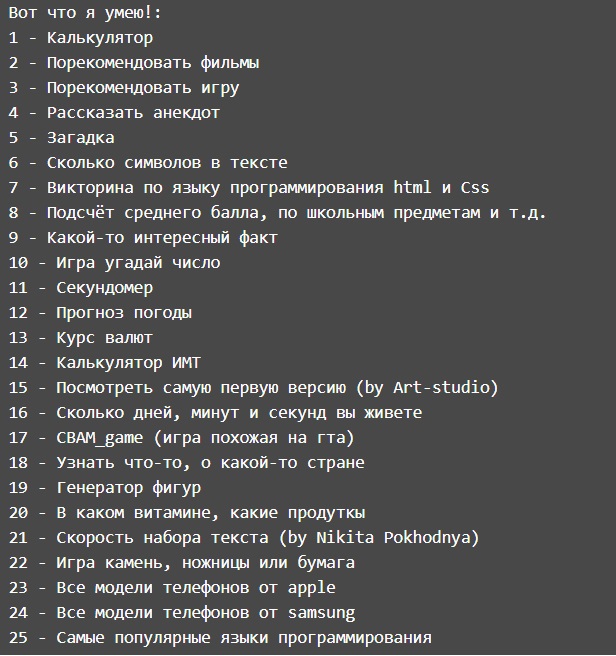 Вот что я умею!:
1 - Калькулятор
2 - Порекомендовать фильмы
3 - Порекомендовать игру
4 - Рассказать анекдот
5 - Загадка
6 - Сколько символов в тексте
7 - Викторина по языку программирования html и Css
8 - Подсчёт среднего балла, по школьным предметам и т.д.
9 - Какой-то интересный факт
10 - Игра угадай число
11 - Секундомер
12 - Прогноз погоды
13 - Курс валют
14 - Калькулятор ИМТ
15 - Посмотреть самую первую версию (by Art-studio)
16 - Сколько дней, минут и секунд вы живете
17 - CBAM_game (игра похожая на гта)
18 - Узнать что-то, о какой-то стране
19 - Генератор фигур
20 - В каком витамине, какие продуткы
21 - Скорость набора текста (by Nikita Pokhodnya)
22 - Игра камень, ножницы или бумага
23 - Все модели телефонов от apple
24 - Все модели телефонов от samsung
25 - Самые популярные языки программирования